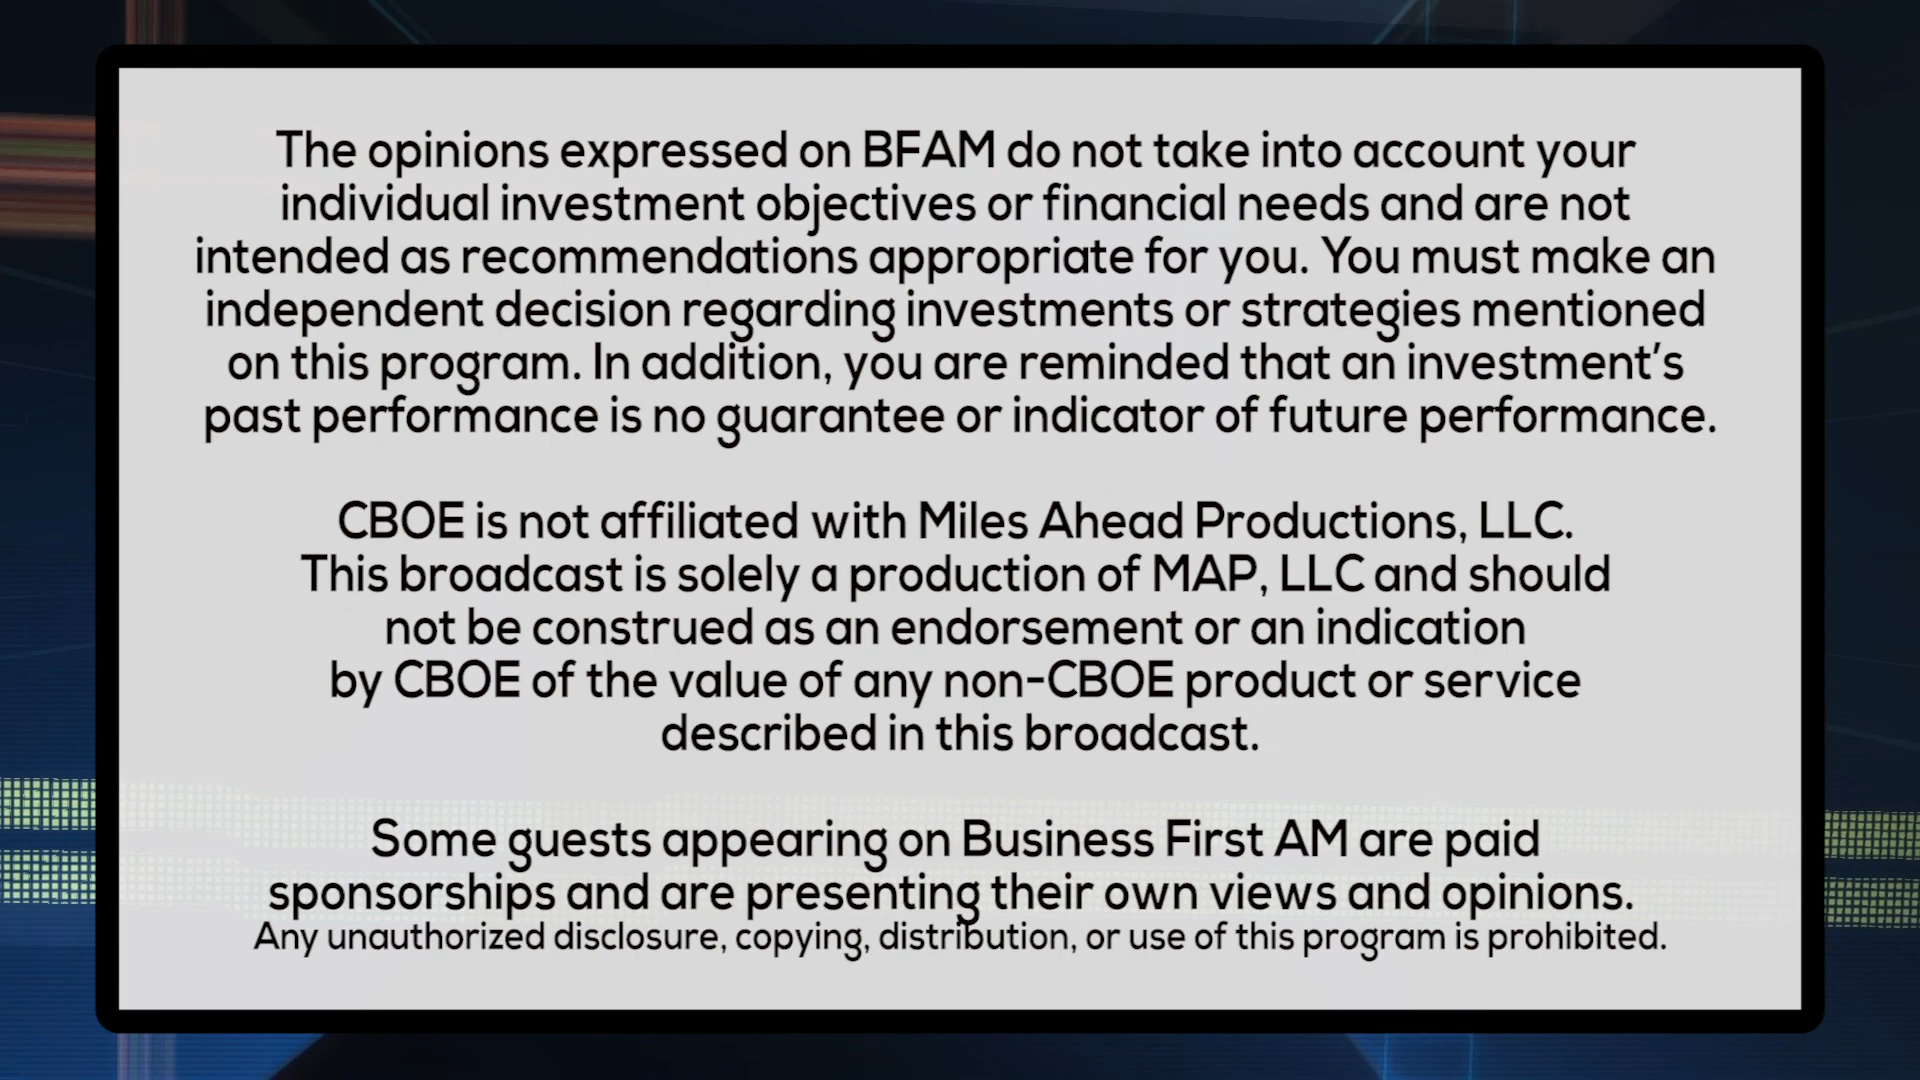 The opinions expressed on BFAM do not take into account your
individual investment objectives or financial needs and are not
intended as recommendations appropriate for you. You must make an
independent decision regarding investments or strategies mentioned
on this program. In addition, you are reminded that an investment’s
past performance is no guarantee or indicator of future performance.
CBOE is not affiliated with Miles Ahead Productions, LLC.
This broadcast is solely a production of MAP, LLC and should
not be construed as an endorsement or an indication
by CBOE of the value of any non-CBOE product or service
described in this broadcast.
Some guests appearing on Business First AM are paid
sponsorships and are presenting their own views and opinions.
Any unauthorized disclosure, copying, distribution, or use of this program is prohibited.